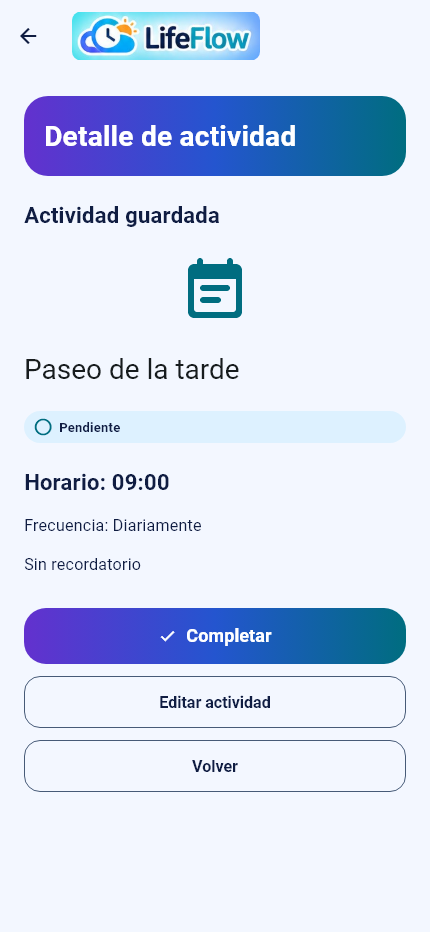 LifeFlow
Detalle de actividad
Actividad guardada
Paseo de la tarde
Pendiente
Horario: 09:00
Frecuencia: Diariamente
Sin recordatorio
Completar
Editar actividad
Volver